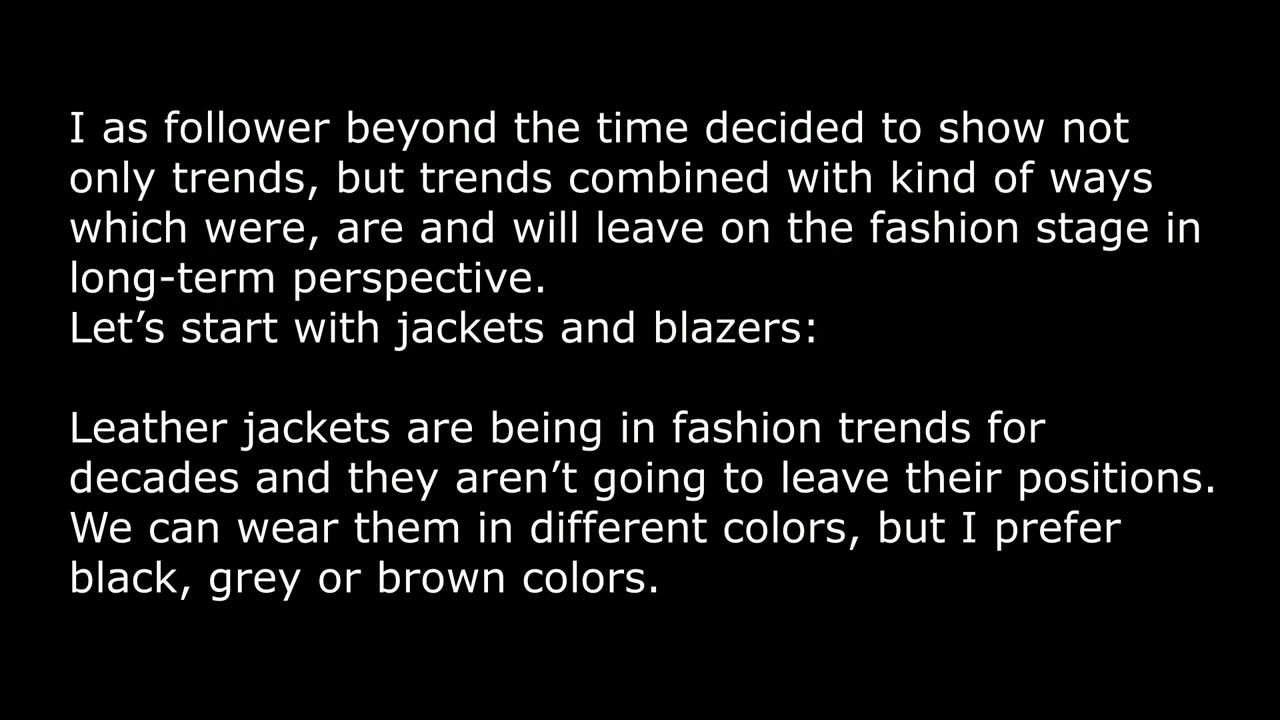 I as follower beyond the time decided to show not
only trends, but trends combined with kind of ways
which were, are and will leave on the fashion stage in
long-term perspective.
Let’s start with jackets and blazers:
Leather jackets are being in fashion trends for
decades and they aren’t going to leave their positions.
We can wear them in different colors, but I prefer
black, grey or brown colors.